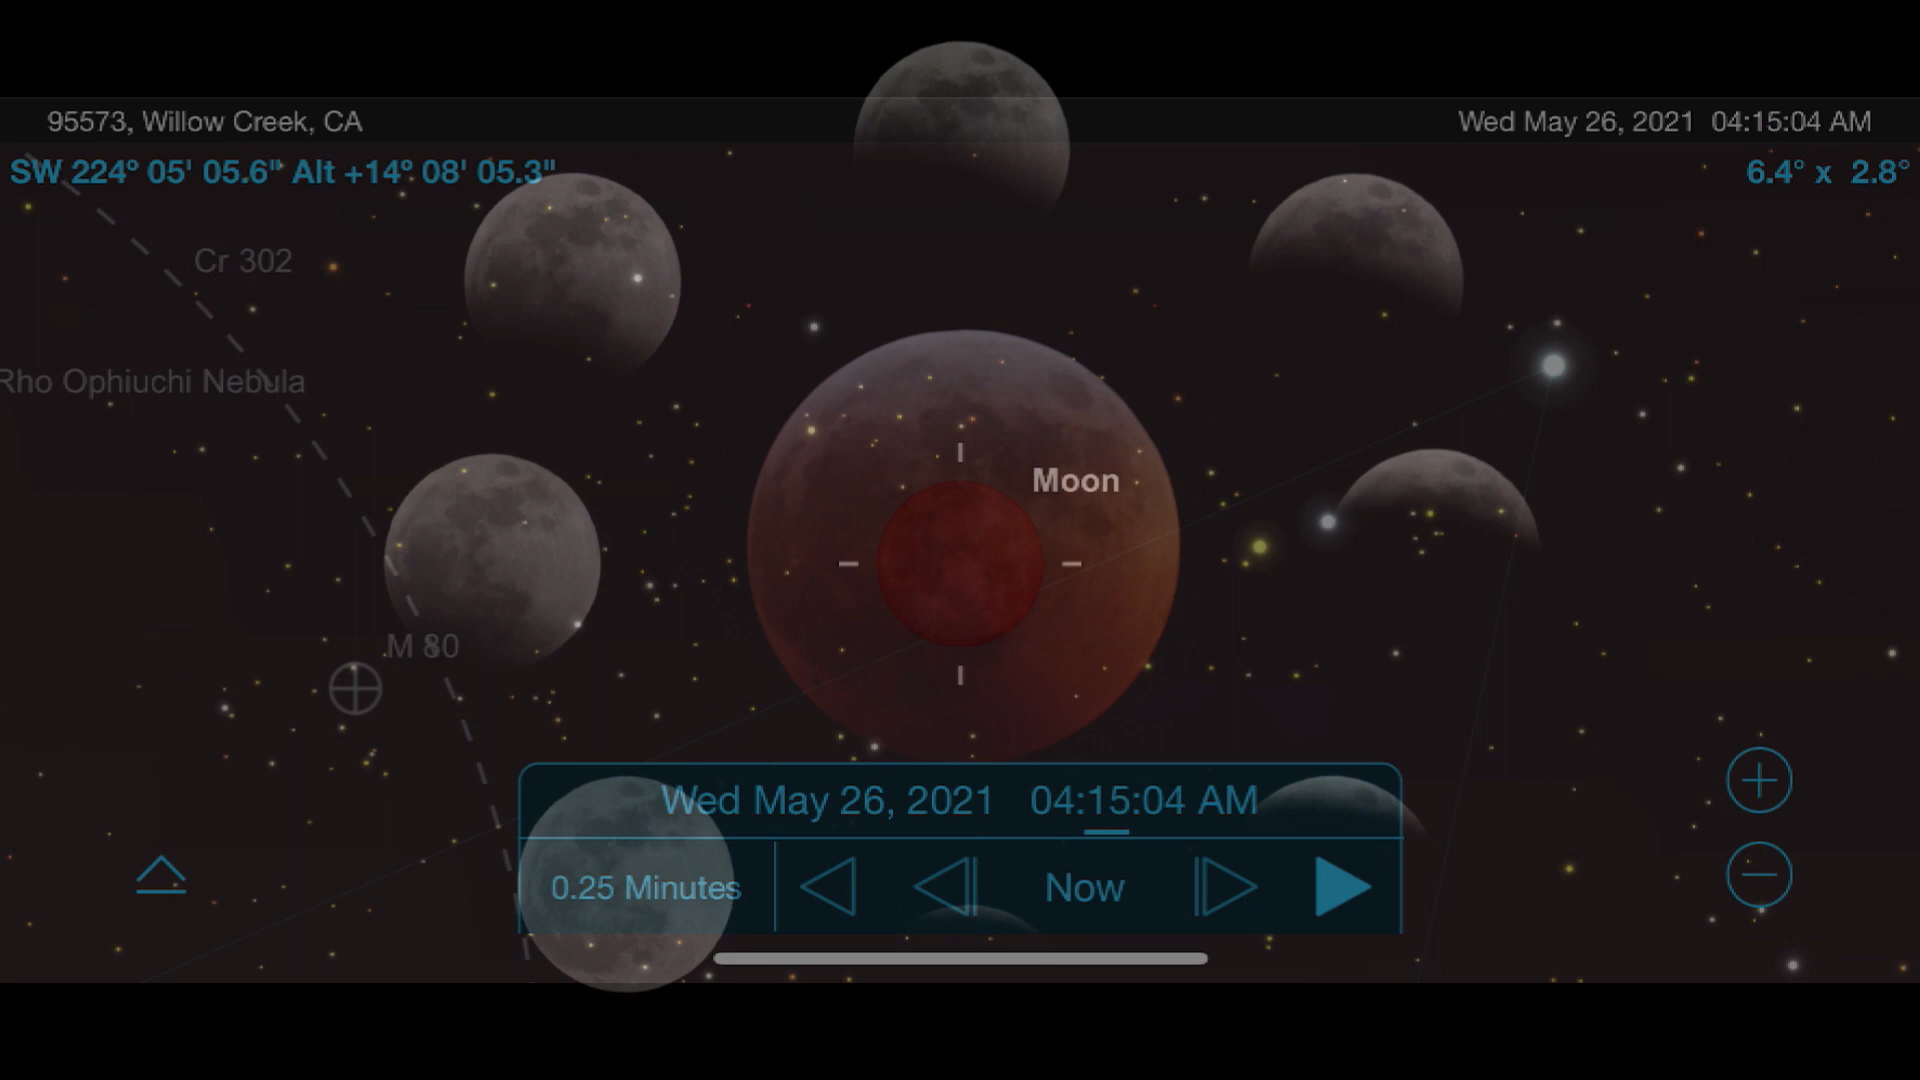 95573, Willow Creek, CA
Wed May 26, 2021 04:15:04 AM
SW 224° 05' 05.6" Alt +14° 08' 05.3"
6.4° x 2.8°
Cr 302
Rho Ophiuchi Nebula
Moon
M 80
Wed May 26, 2021 04:15:04 AM
0.25 Minutes
Now